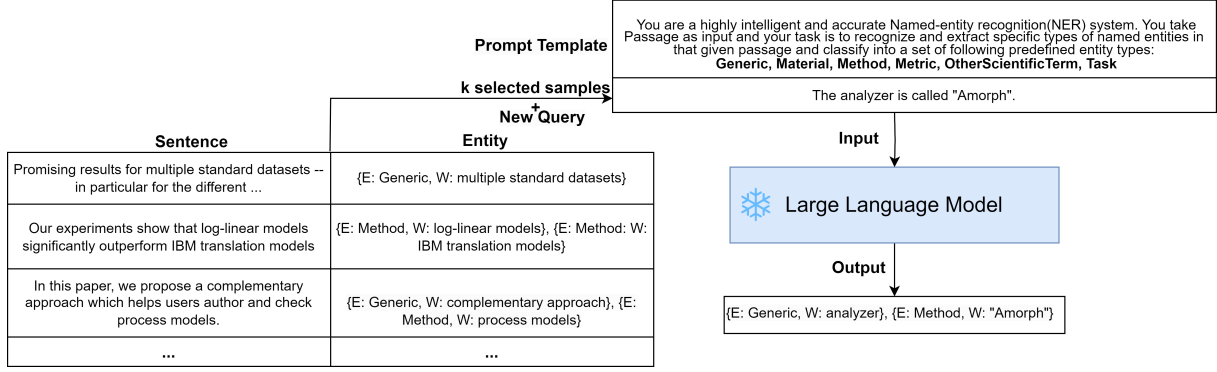 You are a highly intelligent and accurate Named-entity recognition(NER) system. You take
Passage as input and your task is to recognize and extract specific types of named entities in
that given passage and classify into a set of following predefined entity types:
Generic, Material, Method, Metric, OtherScientificTerm, Task
Prompt Template
The analyzer is called "Amorph".
k selected samples
+
New Query
Input
Large Language Model
Output
{E: Generic, W: analyzer}, {E: Method, W: "Amorph"}
Sentence
Entity
Promising results for multiple standard datasets --
in particular for the different ...
{E: Generic, W: multiple standard datasets}
Our experiments show that log-linear models
significantly outperform IBM translation models
{E: Method, W: log-linear models}, {E: Method: W:
IBM translation models}
In this paper, we propose a complementary
approach which helps users author and check
process models.
{E: Generic, W: complementary approach}, {E:
Method, W: process models}
...
...